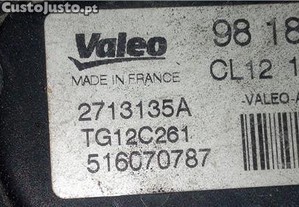 CustoJusto.pt
Valeo
98 18
MADE IN FRANCE
CL12 1
2713135A
-VALEO-A
TG12C261
516070787